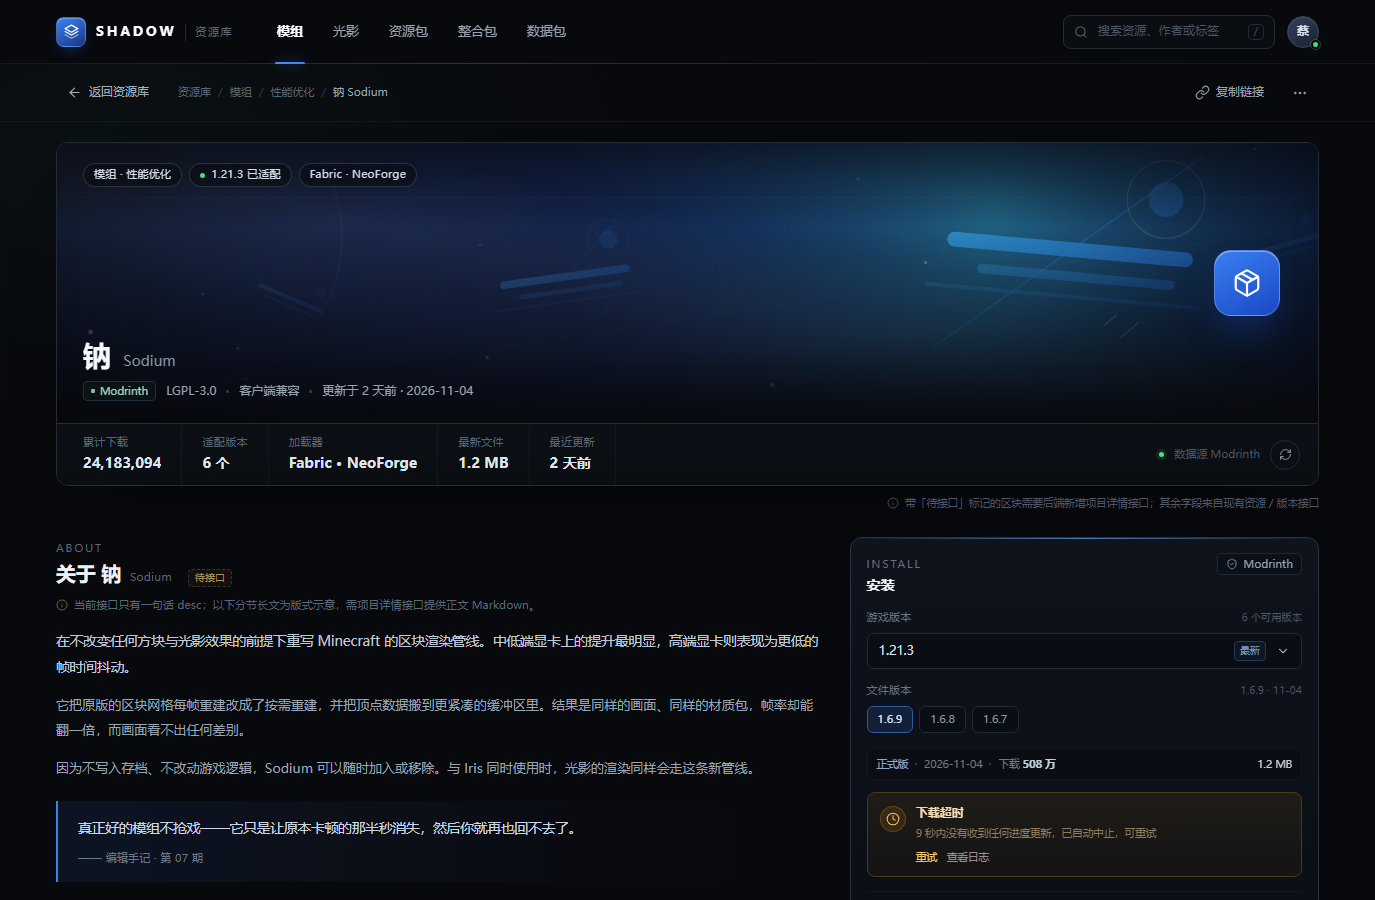 SHADOW 资源库 模组 光影 资源包 整合包 数据包 搜索资源、作者或标签 / 蔡
返回资源库 资源库 / 模组 / 性能优化 / 钠 Sodium 复制链接
模组 · 性能优化 1.21.3 已适配 Fabric · NeoForge
钠 Sodium
Modrinth LGPL-3.0 · 客户端兼容 · 更新于 2 天前 · 2026-11-04
累计下载 适配版本 加载器 最新文件 最近更新
24,183,094 6 个 Fabric • NeoForge 1.2 MB 2 天前
数据源 Modrinth
带「待接口」标记的区块需要后端新增项目详情接口；其余字段来自现有资源 / 版本接口
ABOUT
关于 钠 Sodium 待接口
当前接口只有一句话 desc；以下分节长文为版式示意，需项目详情接口提供正文 Markdown。
在不改变任何方块与光影效果的前提下重写 Minecraft 的区块渲染管线。中低端显卡上的提升最明显，高端显卡则表现为更低的
帧时间抖动。
它把原版的区块网格每帧重建改成了按需重建，并把顶点数据搬到更紧凑的缓冲区里。结果是同样的画面、同样的材质包，帧率却能
翻一倍，而画面看不出任何差别。
因为不写入存档、不改动游戏逻辑，Sodium 可以随时加入或移除。与 Iris 同时使用时，光影的渲染同样会走这条新管线。
真正好的模组不抢戏——它只是让原本卡顿的那半秒消失，然后你就再也回不去了。
—— 编辑手记 · 第 07 期
INSTALL Modrinth
安装
游戏版本 6 个可用版本
1.21.3 最新
文件版本 1.6.9 · 11-04
1.6.9 1.6.8 1.6.7
正式版 · 2026-11-04 · 下载 508 万 1.2 MB
下载超时
9 秒内没有收到任何进度更新，已自动中止，可重试
重试 查看日志